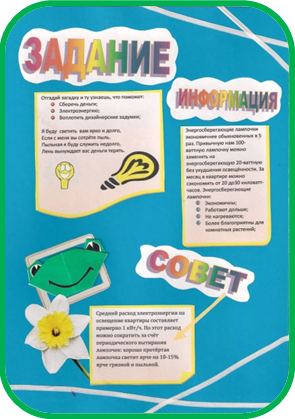 ЗАДАНИЕ
Отгадай загадку и ты узнаешь, что поможет:
Сберечь деньги;
Электроэнергию;
Воплотить дизайнерские задумки;
Я буду светить вам ярко и долго,
Если с меня вы сотрёте пыль.
Пыльная я буду служить недолго,
Лень вынуждает вас деньги терять.
ИНФОРМАЦИЯ
Энергосберегающие лампочки
экономичнее обыкновенных в 5
раз. Привычную нам 100-
ваттную лампочку можно
заменить на
энергосберегающую 20-ваттную
без ухудшения освещённости. За
месяц в квартире можно
сэкономить от 20 до50 киловатт-
часов. Энергосберегающие
лампочки:
Экономичны;
Работают дольше;
Не нагреваются;
Более благоприятны для
комнатных растений;
СОВЕТ
Средний расход электроэнергии на
освещение квартиры составляет
примерно 1 кВт/ч. Но этот расход
можно сократить за счёт
периодического вытирания
лампочек: хорошо протёртая
лампочка светит ярче на 10-15%
ярче грязной и пыльной.